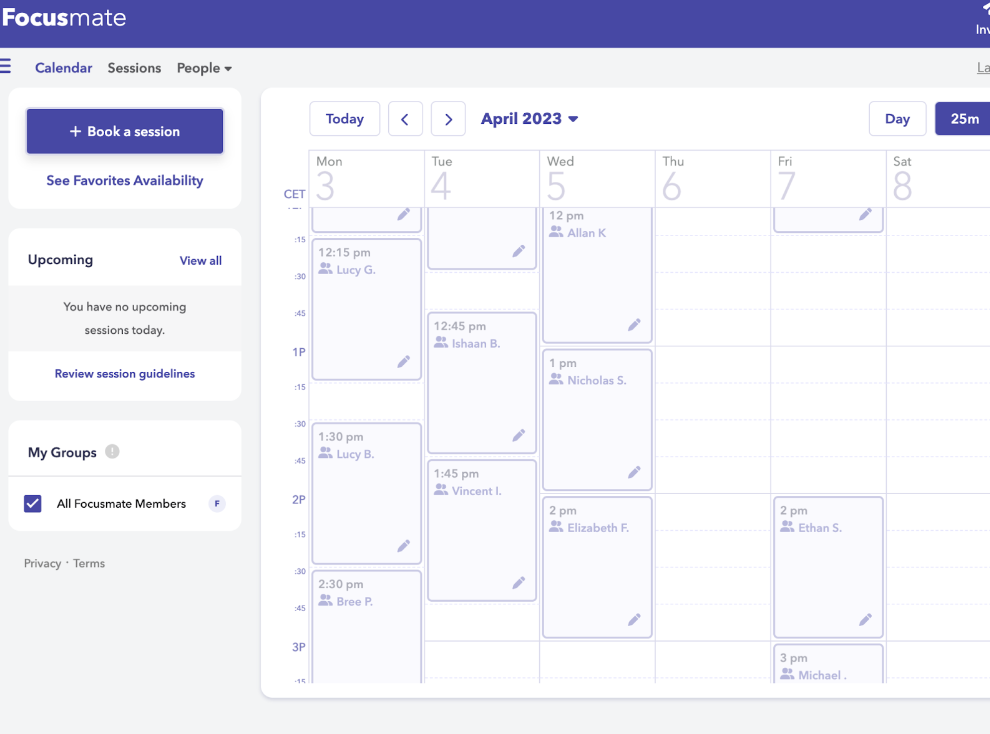 Focusmate
Inv
Calendar Sessions People
La
+ Book a session
See Favorites Availability
Upcoming View all
You have no upcoming
sessions today.
Review session guidelines
My Groups !
All Focusmate Members F
Privacy · Terms
Today < > April 2023 Day 25m
CET
Mon 3
Tue 4
Wed 5
Thu 6
Fri 7
Sat 8
:15
:30
:45
1P
:15
:30
:45
2P
:15
:30
:45
3P
:15
12:15 pm
Lucy G.
1:30 pm
Lucy B.
2:30 pm
Bree P.
12:45 pm
Ishaan B.
1:45 pm
Vincent I.
12 pm
Allan K
1 pm
Nicholas S.
2 pm
Elizabeth F.
2 pm
Ethan S.
3 pm
Michael .